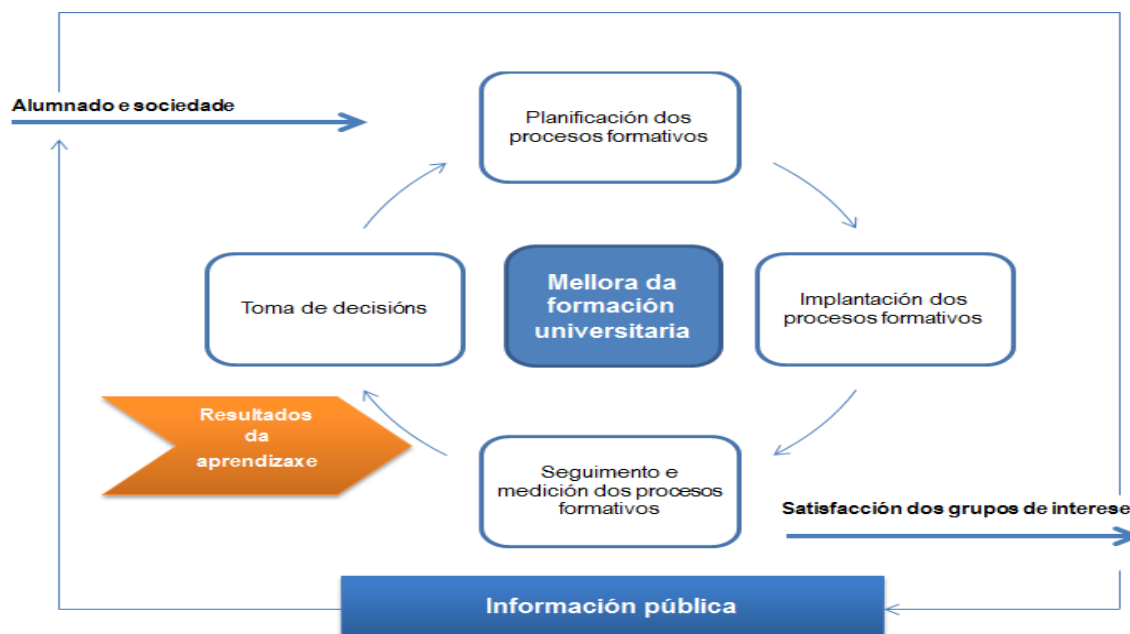 Alumnado e sociedade
Planificación dos
procesos formativos
Toma de decisións
Mellora da
formación
universitaria
Implantación dos
procesos formativos
Resultados
da
aprendizaxe
Seguimento e
medición dos procesos
formativos
Satisfacción dos grupos de interese
Información pública